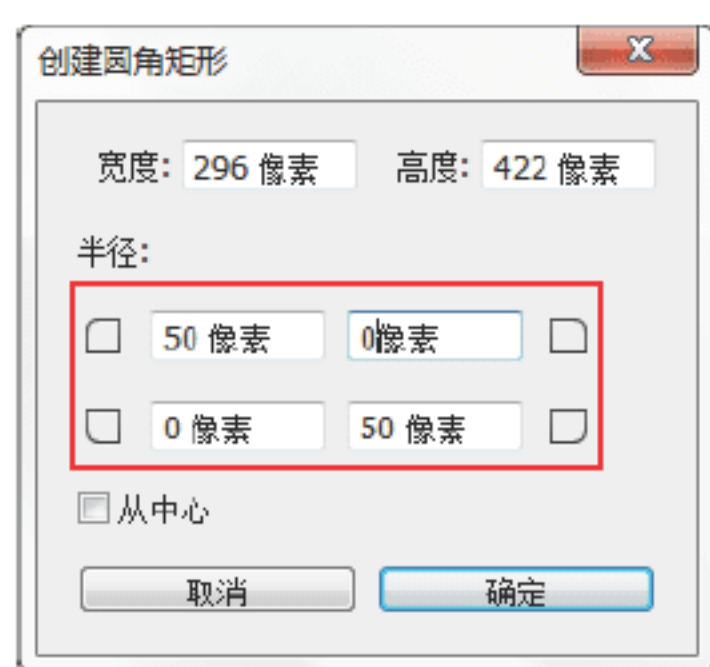 创建圆角矩形
宽度: 296 像素 高度: 422 像素
半径:
50 像素 0像素
0 像素 50 像素
从中心
取消 确定